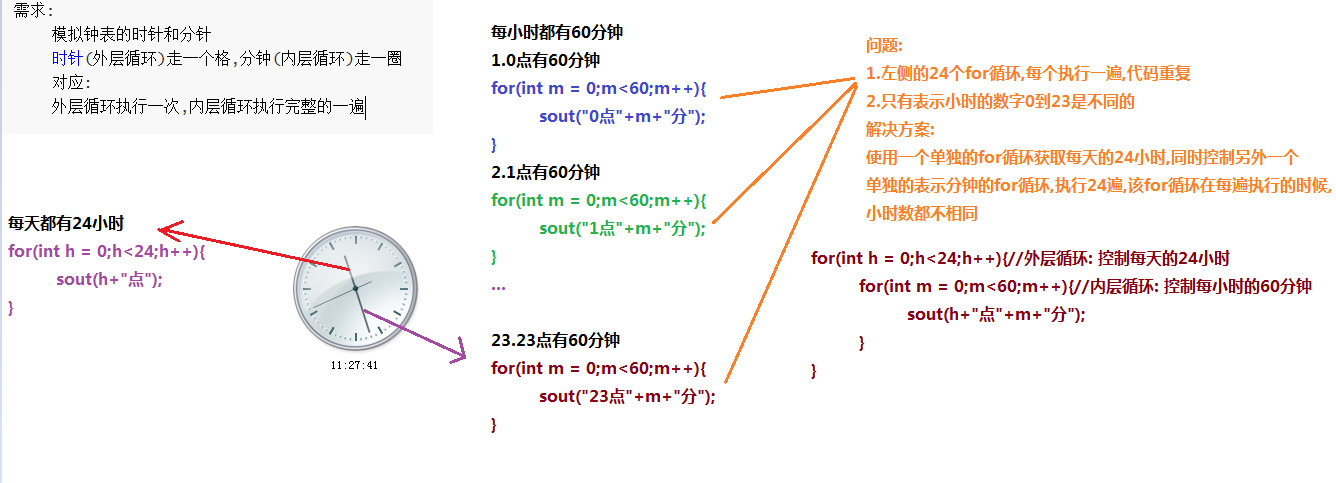 需求:
模拟钟表的时针和分针
时针(外层循环)走一个格,分钟(内层循环)走一圈
对应:
外层循环执行一次,内层循环执行完整的一遍
每天都有24小时
for(int h = 0;h<24;h++){
sout(h+"点");
}
11:27:41
每小时都有60分钟
1.0点有60分钟
for(int m = 0;m<60;m++){
sout("0点"+m+"分");
}
2.1点有60分钟
for(int m = 0;m<60;m++){
sout("1点"+m+"分");
}
...
23.23点有60分钟
for(int m = 0;m<60;m++){
sout("23点"+m+"分");
}
问题:
1.左侧的24个for循环,每个执行一遍,代码重复
2.只有表示小时的数字0到23是不同的
解决方案:
使用一个单独的for循环获取每天的24小时,同时控制另外一个
单独的表示分钟的for循环,执行24遍,该for循环在每遍执行的时候,
小时数都不相同
for(int h = 0;h<24;h++){//外层循环: 控制每天的24小时
for(int m = 0;m<60;m++){//内层循环: 控制每小时的60分钟
sout(h+"点"+m+"分");
}
}